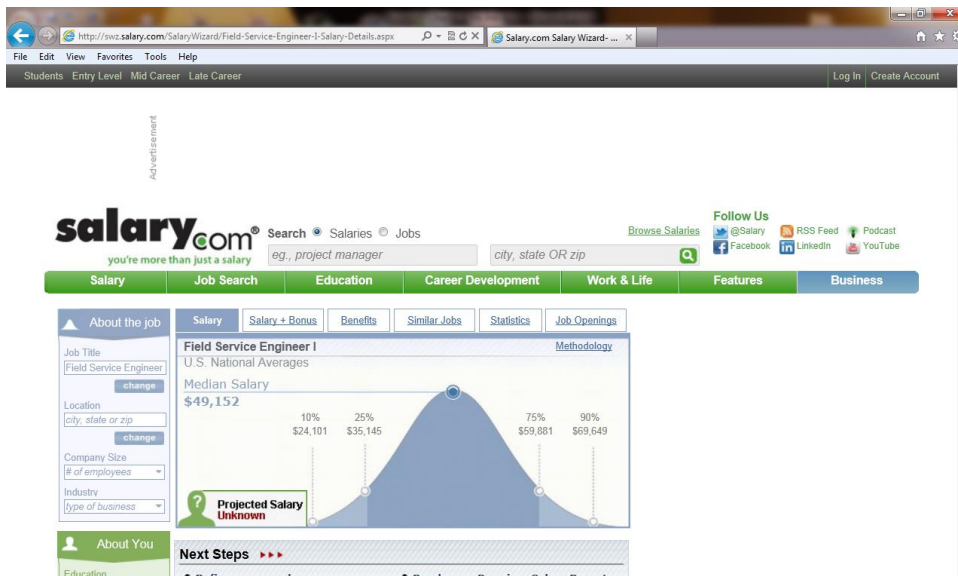 http://swz.salary.com/SalaryWizard/Field-Service-Engineer-I-Salary-Details.aspx
Salary.com Salary Wizard- ...
File Edit View Favorites Tools Help
Students Entry Level Mid Career Late Career
Log In Create Account
Advertisement
salary.com®
you're more than just a salary
Search Salaries Jobs
Browse Salaries
eg., project manager
city, state OR zip
Follow Us
@Salary RSS Feed Podcast
Facebook LinkedIn YouTube
Salary Job Search Education Career Development Work & Life Features Business
About the job
Job Title
Field Service Engineer
change
Location
city, state or zip
change
Company Size
# of employees
Industry
type of business
About You
Education
Salary Salary + Bonus Benefits Similar Jobs Statistics Job Openings
Field Service Engineer I
Methodology
U.S. National Averages
Median Salary
$49,152
10% 25% 75% 90%
$24,101 $35,145 $59,881 $69,649
?
Projected Salary
Unknown
Next Steps